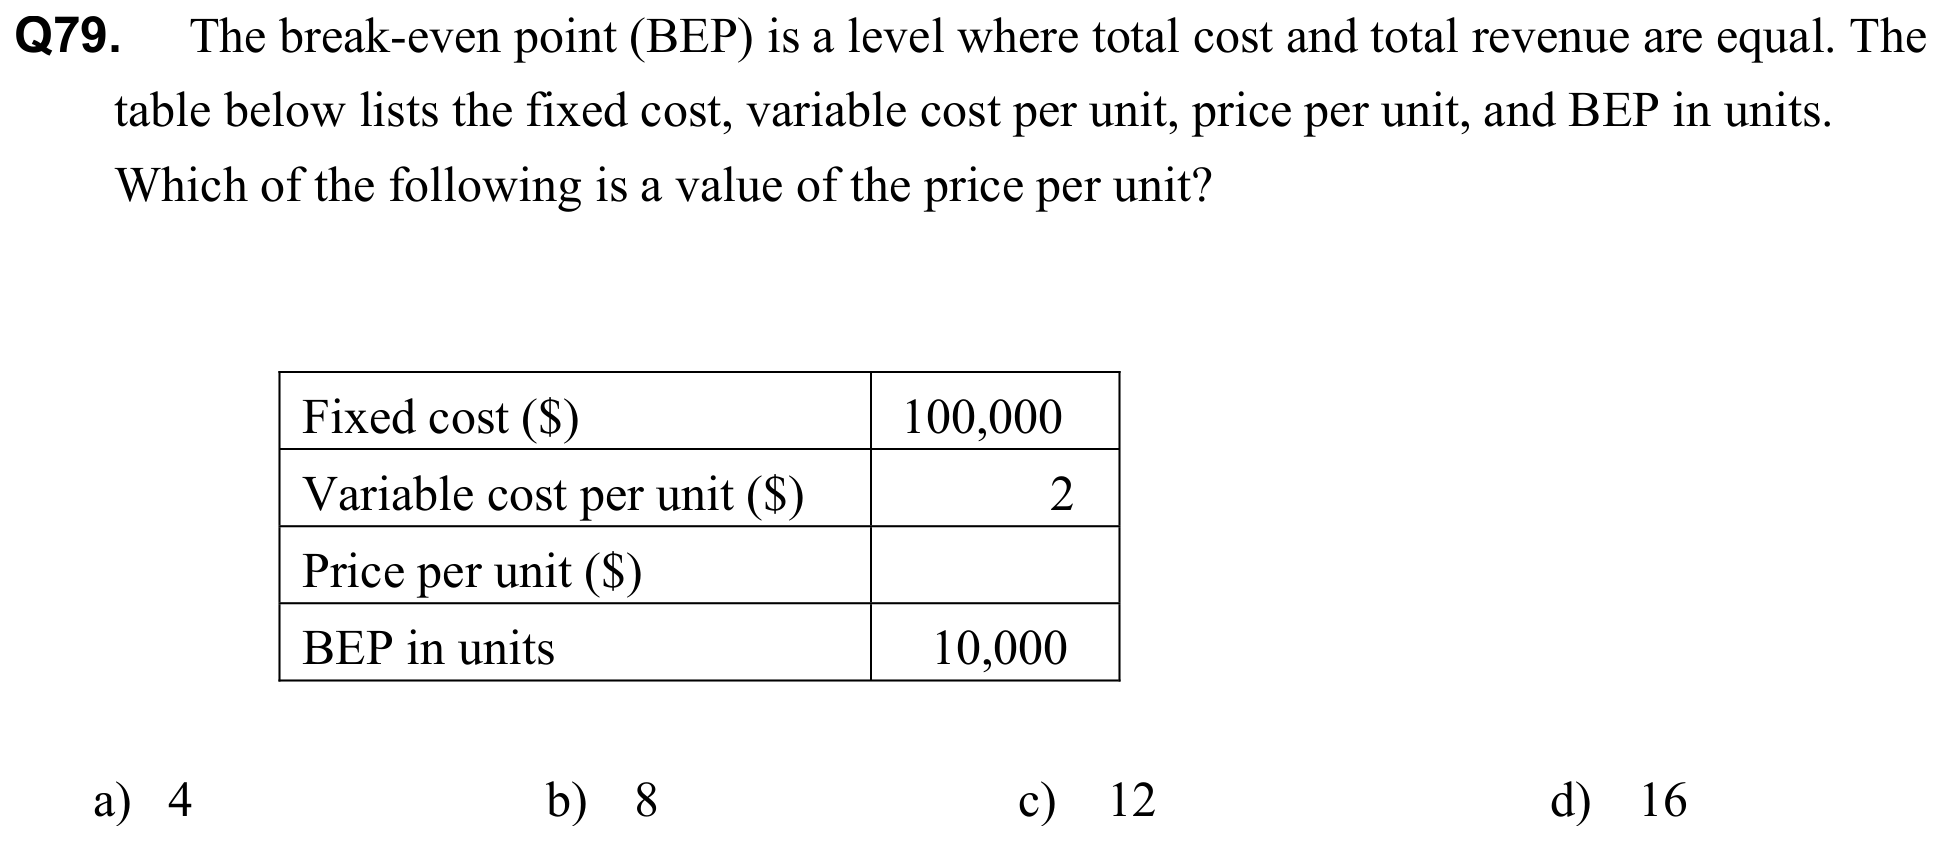 Q79. The break-even point (BEP) is a level where total cost and total revenue are equal. The
table below lists the fixed cost, variable cost per unit, price per unit, and BEP in units.
Which of the following is a value of the price per unit?
Fixed cost ($) 100,000
Variable cost per unit ($) 2
Price per unit ($)
BEP in units 10,000
a) 4 b) 8 c) 12 d) 16